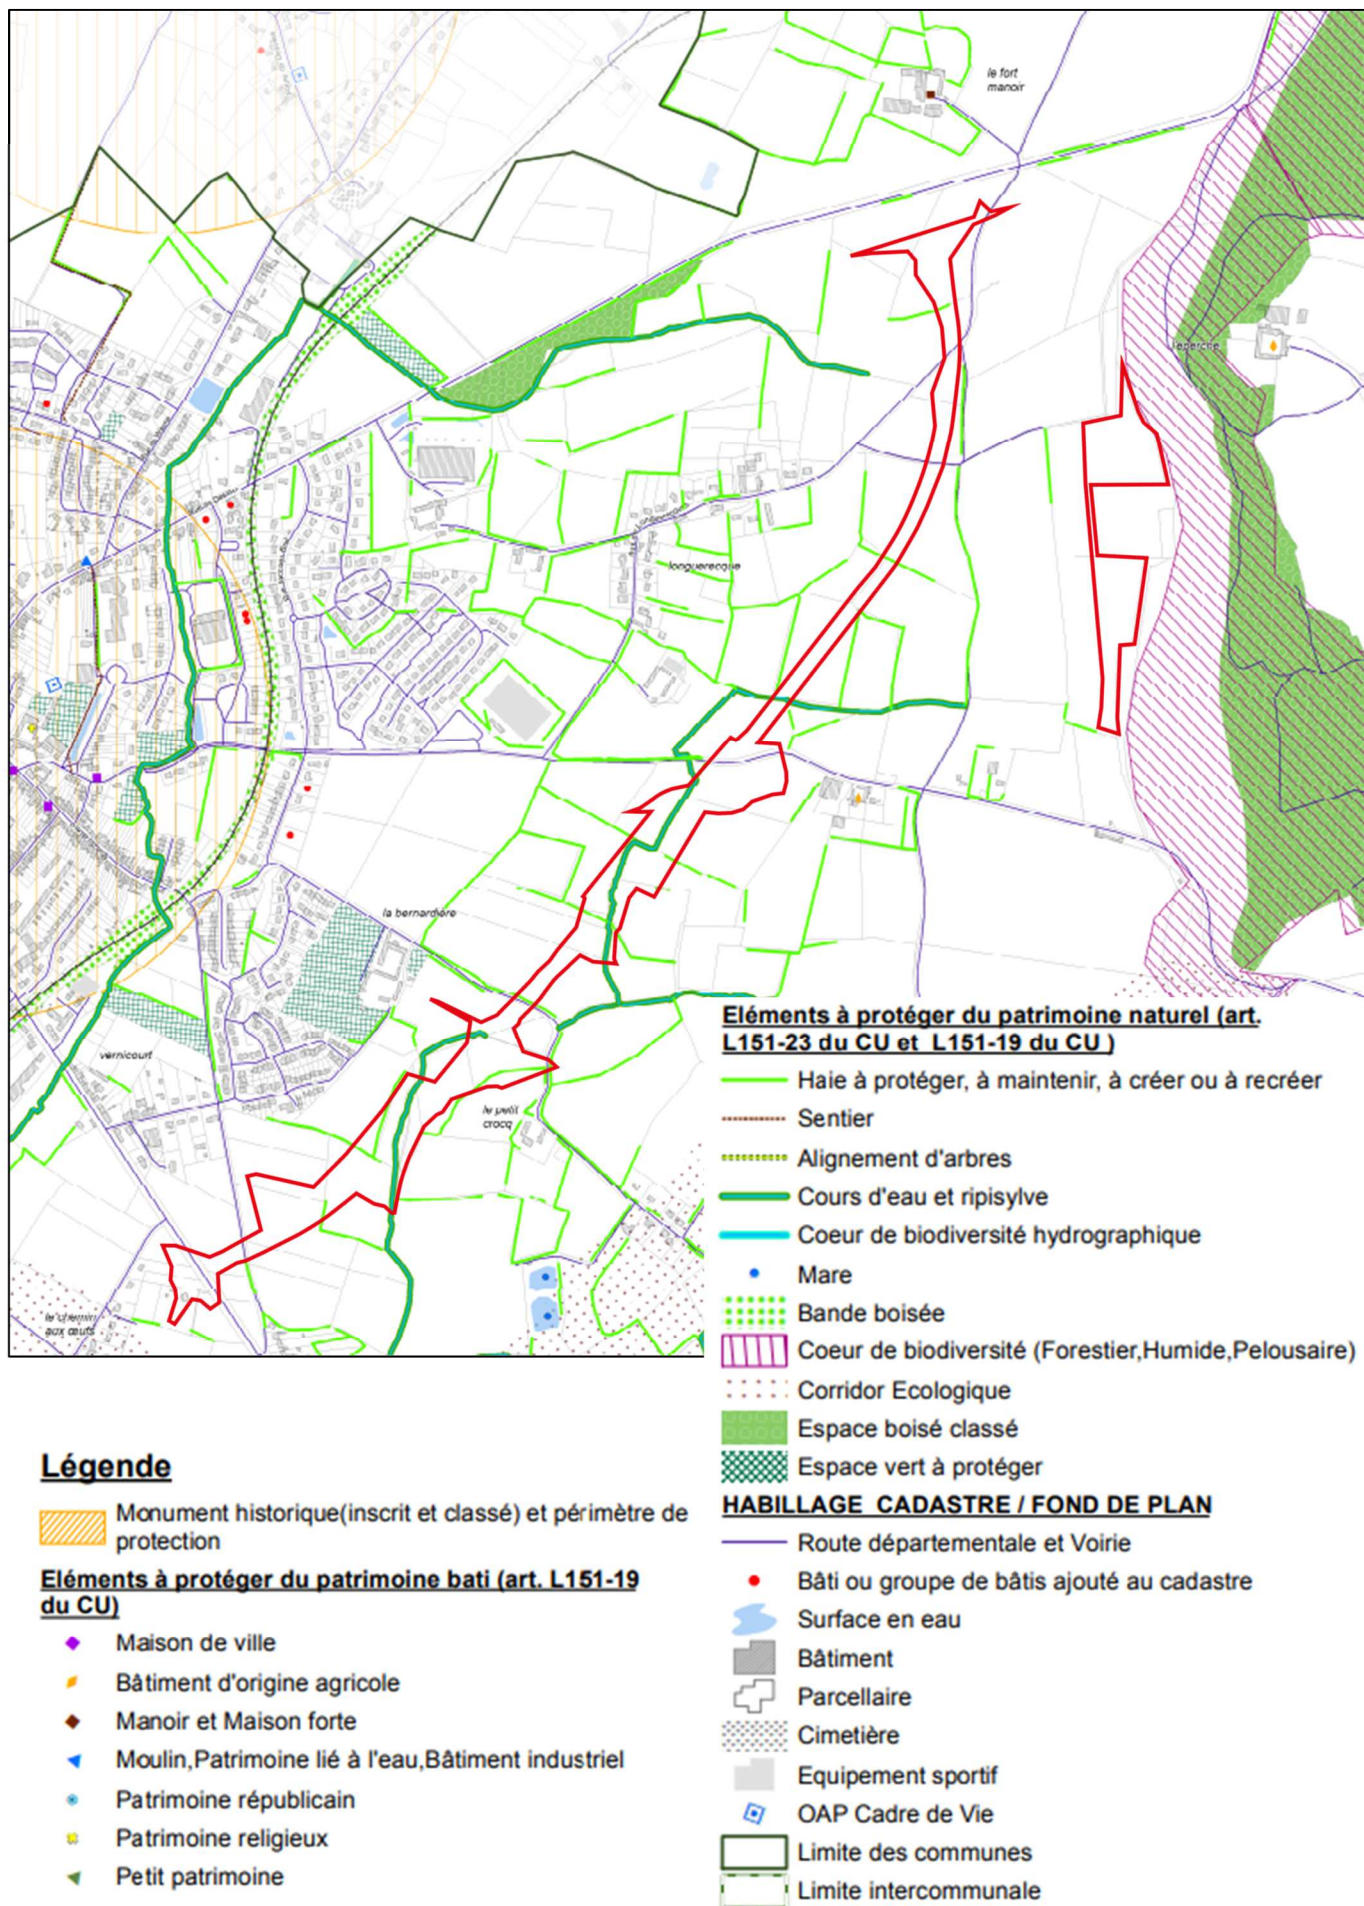 le fort
manoir
l'eperche
longuerecque
la bernardière
vernicourt
le petit
crocq
le chemin
aux œufs
Eléments à protéger du patrimoine naturel (art.
L151-23 du CU et L151-19 du CU )
Haie à protéger, à maintenir, à créer ou à recréer
Sentier
Alignement d'arbres
Cours d'eau et ripisylve
Coeur de biodiversité hydrographique
Mare
Bande boisée
Coeur de biodiversité (Forestier,Humide,Pelousaire)
Corridor Ecologique
Espace boisé classé
Espace vert à protéger
HABILLAGE CADASTRE / FOND DE PLAN
Route départementale et Voirie
Bâti ou groupe de bâtis ajouté au cadastre
Surface en eau
Bâtiment
Parcellaire
Cimetière
Equipement sportif
OAP Cadre de Vie
Limite des communes
Limite intercommunale
Légende
Monument historique(inscrit et classé) et périmètre de
protection
Eléments à protéger du patrimoine bati (art. L151-19
du CU)
Maison de ville
Bâtiment d'origine agricole
Manoir et Maison forte
Moulin,Patrimoine lié à l'eau,Bâtiment industriel
Patrimoine républicain
Patrimoine religieux
Petit patrimoine